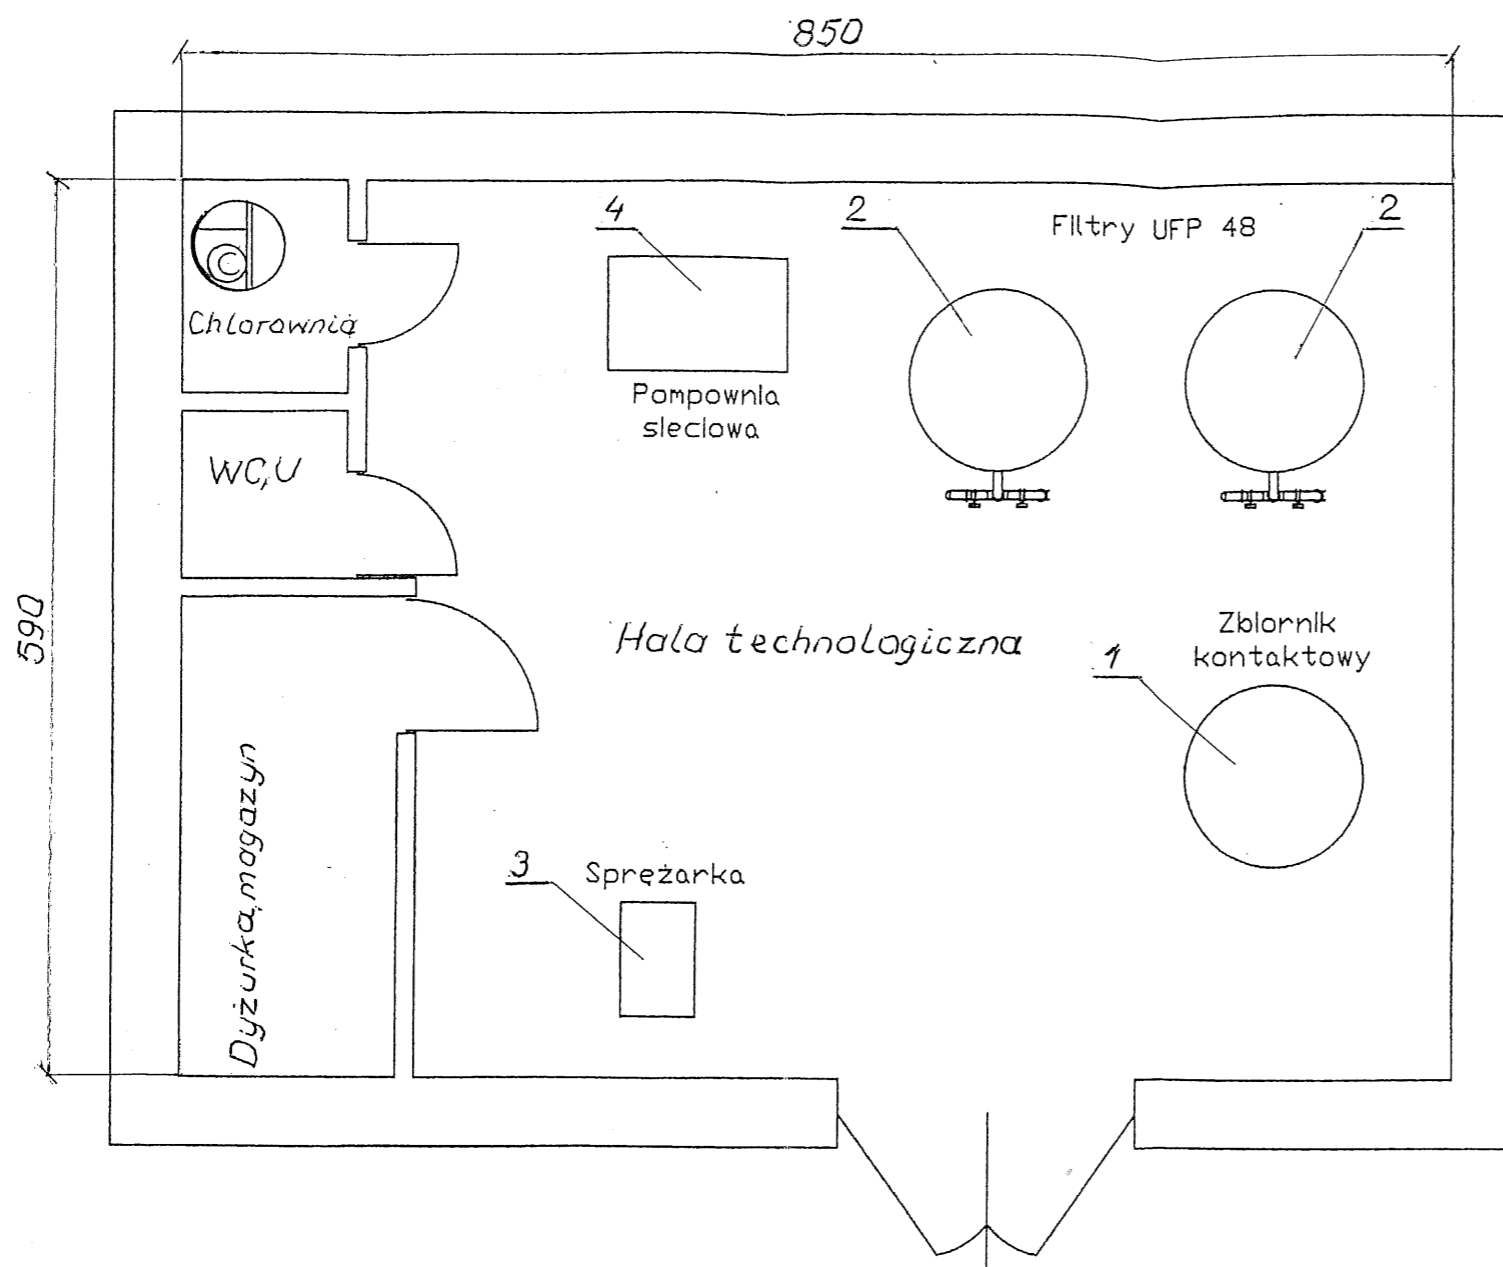 850
4
2
Filtry UFP 48
2
Chlorownia
Pompownia
sieciowa
WC,U
590
Hala technologiczna
Zbiornik
kontaktowy
1
Dyżurka, magazyn
3
Sprężarka